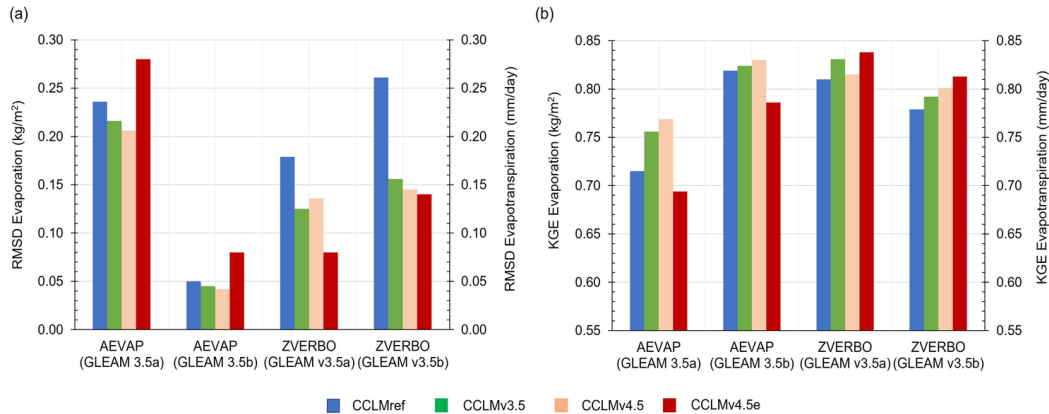 (a)
RMSD Evaporation (kg/m²)
0.30
0.25
0.20
0.15
0.10
0.05
0.00
AEVAP
(GLEAM 3.5a)
AEVAP
(GLEAM 3.5b)
ZVERBO
(GLEAM v3.5a)
ZVERBO
(GLEAM v3.5b)
0.30
0.25
0.20
0.15
0.10
0.05
0.00
RMSD Evapotranspiration (mm/day)
(b)
KGE Evaporation (kg/m²)
0.85
0.80
0.75
0.70
0.65
0.60
0.55
AEVAP
(GLEAM 3.5a)
AEVAP
(GLEAM 3.5b)
ZVERBO
(GLEAM v3.5a)
ZVERBO
(GLEAM v3.5b)
0.85
0.80
0.75
0.70
0.65
0.60
0.55
KGE Evapotranspiration (mm/day)
CCLMref CCLMv3.5 CCLMv4.5 CCLMv4.5e